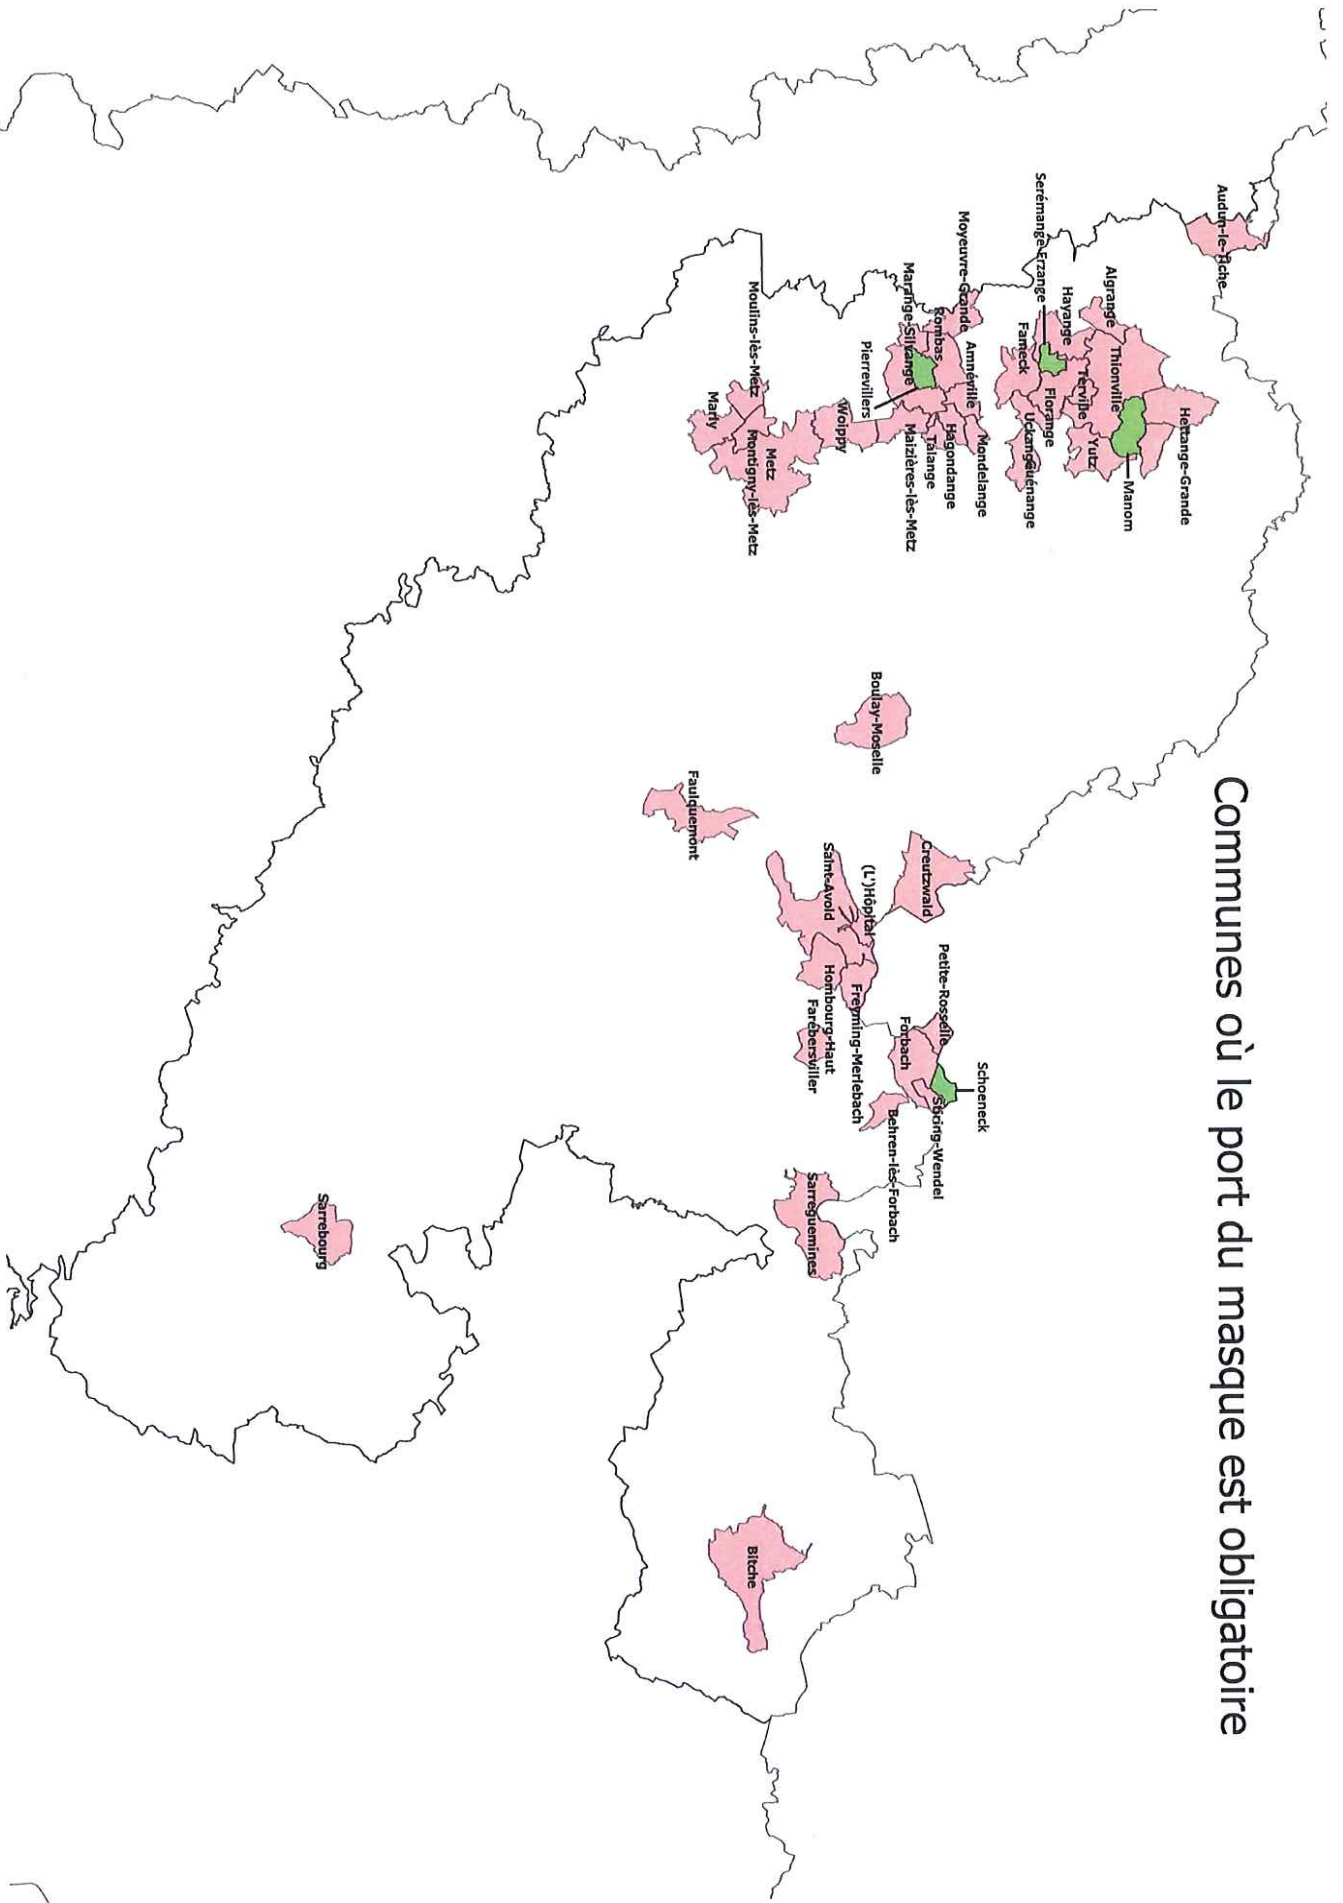 Communes où le port du masque est obligatoire
Audun-le-Tiche
Hettange-Grande
Manom
Algrange
Thionville
Yutz
Terville
Hayange
Serémange-Erzange
Florange
Fameck
Uckange
Guénange
Moyeuvre-Grande
Mondelange
Amnéville
Hagondange
Rombas
Talange
Marange-Silvange
Maizières-lès-Metz
Pierrevillers
Woippy
Metz
Moulins-lès-Metz
Montigny-lès-Metz
Marly
Boulay-Moselle
Faulquemont
Creutzwald
(L')Hôpital
Saint-Avold
Freyming-Merlebach
Hombourg-Haut
Farébersviller
Petite-Rosselle
Schoeneck
Forbach
Stiring-Wendel
Behren-lès-Forbach
Sarreguemines
Bitche
Sarrebourg